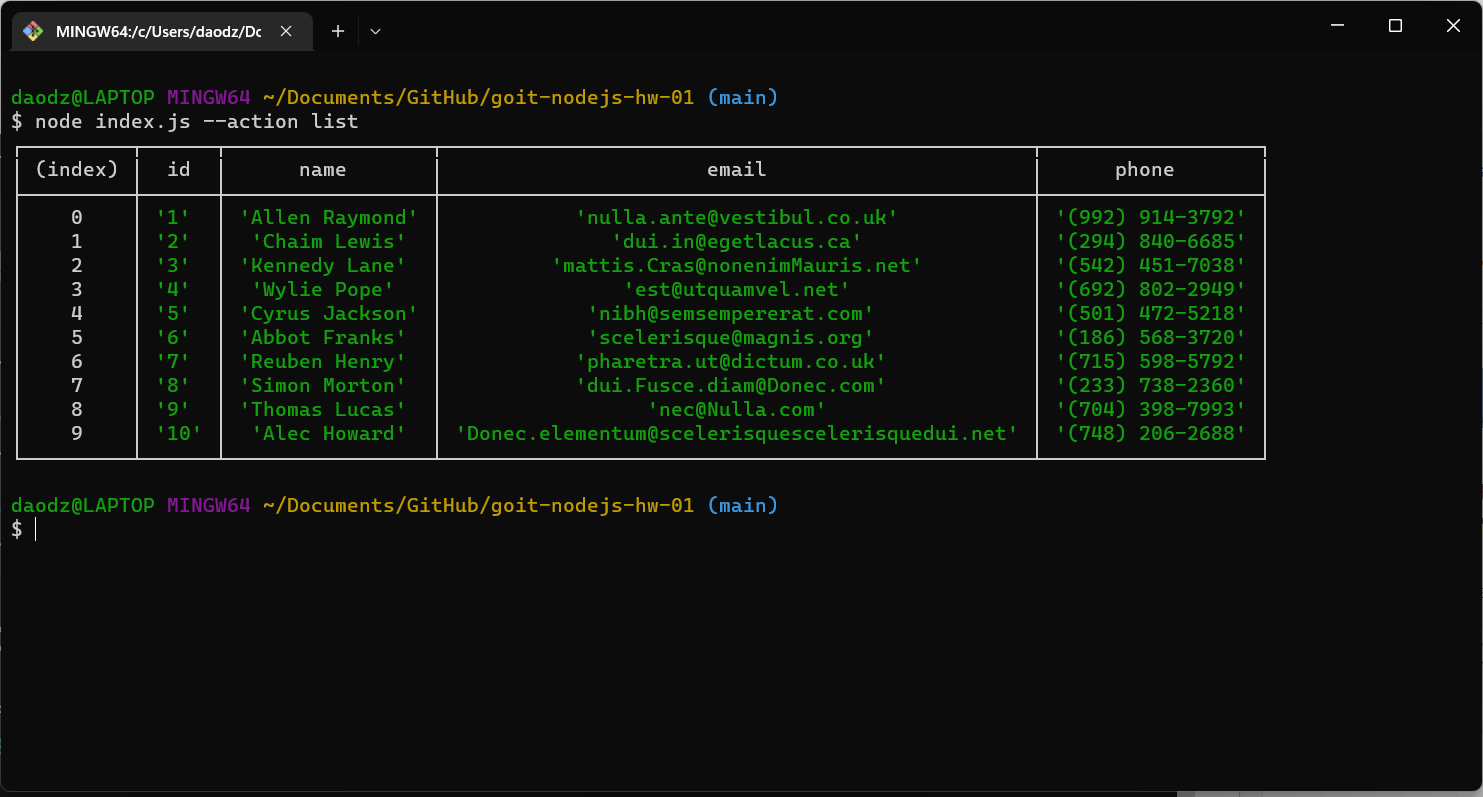 MINGW64:/c/Users/daodz/Dc
daodz@LAPTOP MINGW64 ~/Documents/GitHub/goit-nodejs-hw-01 (main)
$ node index.js --action list
(index) id name email phone
0 '1' 'Allen Raymond' 'nulla.ante@vestibul.co.uk' '(992) 914-3792'
1 '2' 'Chaim Lewis' 'dui.in@egetlacus.ca' '(294) 840-6685'
2 '3' 'Kennedy Lane' 'mattis.Cras@nonenimMauris.net' '(542) 451-7038'
3 '4' 'Wylie Pope' 'est@utquamvel.net' '(692) 802-2949'
4 '5' 'Cyrus Jackson' 'nibh@semsempererat.com' '(501) 472-5218'
5 '6' 'Abbot Franks' 'scelerisque@magnis.org' '(186) 568-3720'
6 '7' 'Reuben Henry' 'pharetra.ut@dictum.co.uk' '(715) 598-5792'
7 '8' 'Simon Morton' 'dui.Fusce.diam@Donec.com' '(233) 738-2360'
8 '9' 'Thomas Lucas' 'nec@Nulla.com' '(704) 398-7993'
9 '10' 'Alec Howard' 'Donec.elementum@scelerisquescelerisquedui.net' '(748) 206-2688'
daodz@LAPTOP MINGW64 ~/Documents/GitHub/goit-nodejs-hw-01 (main)
$